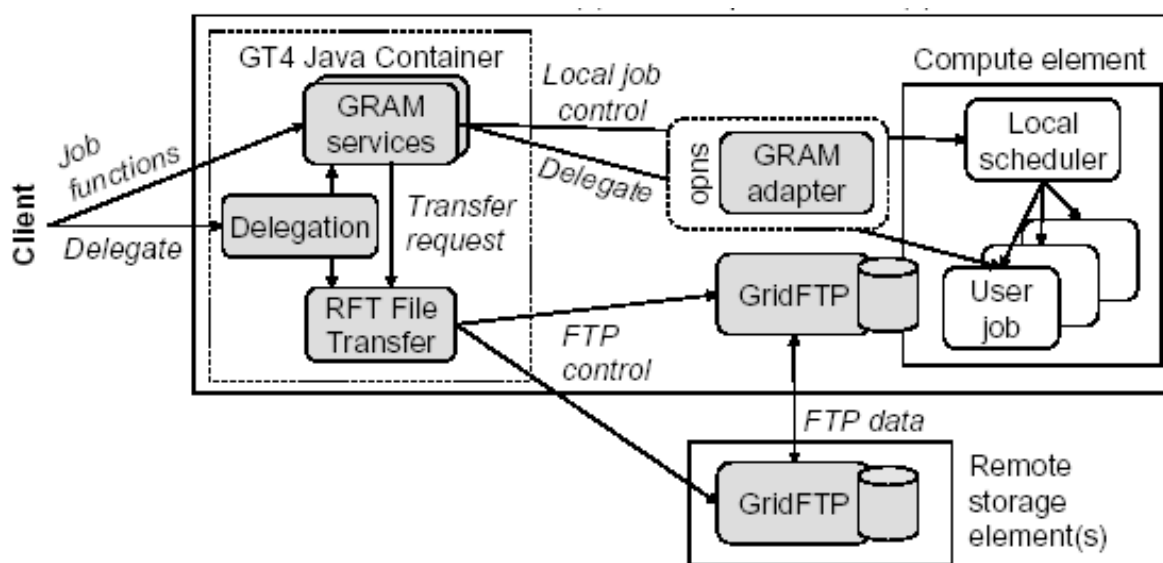 GT4 Java Container
GRAM
services
Local job
control
Compute element
Local
scheduler
sudo
GRAM
adapter
Job
functions
Delegate
Client
Delegate
Delegation
Transfer
request
RFT File
Transfer
FTP
control
GridFTP
User
job
FTP data
GridFTP
Remote
storage
element(s)